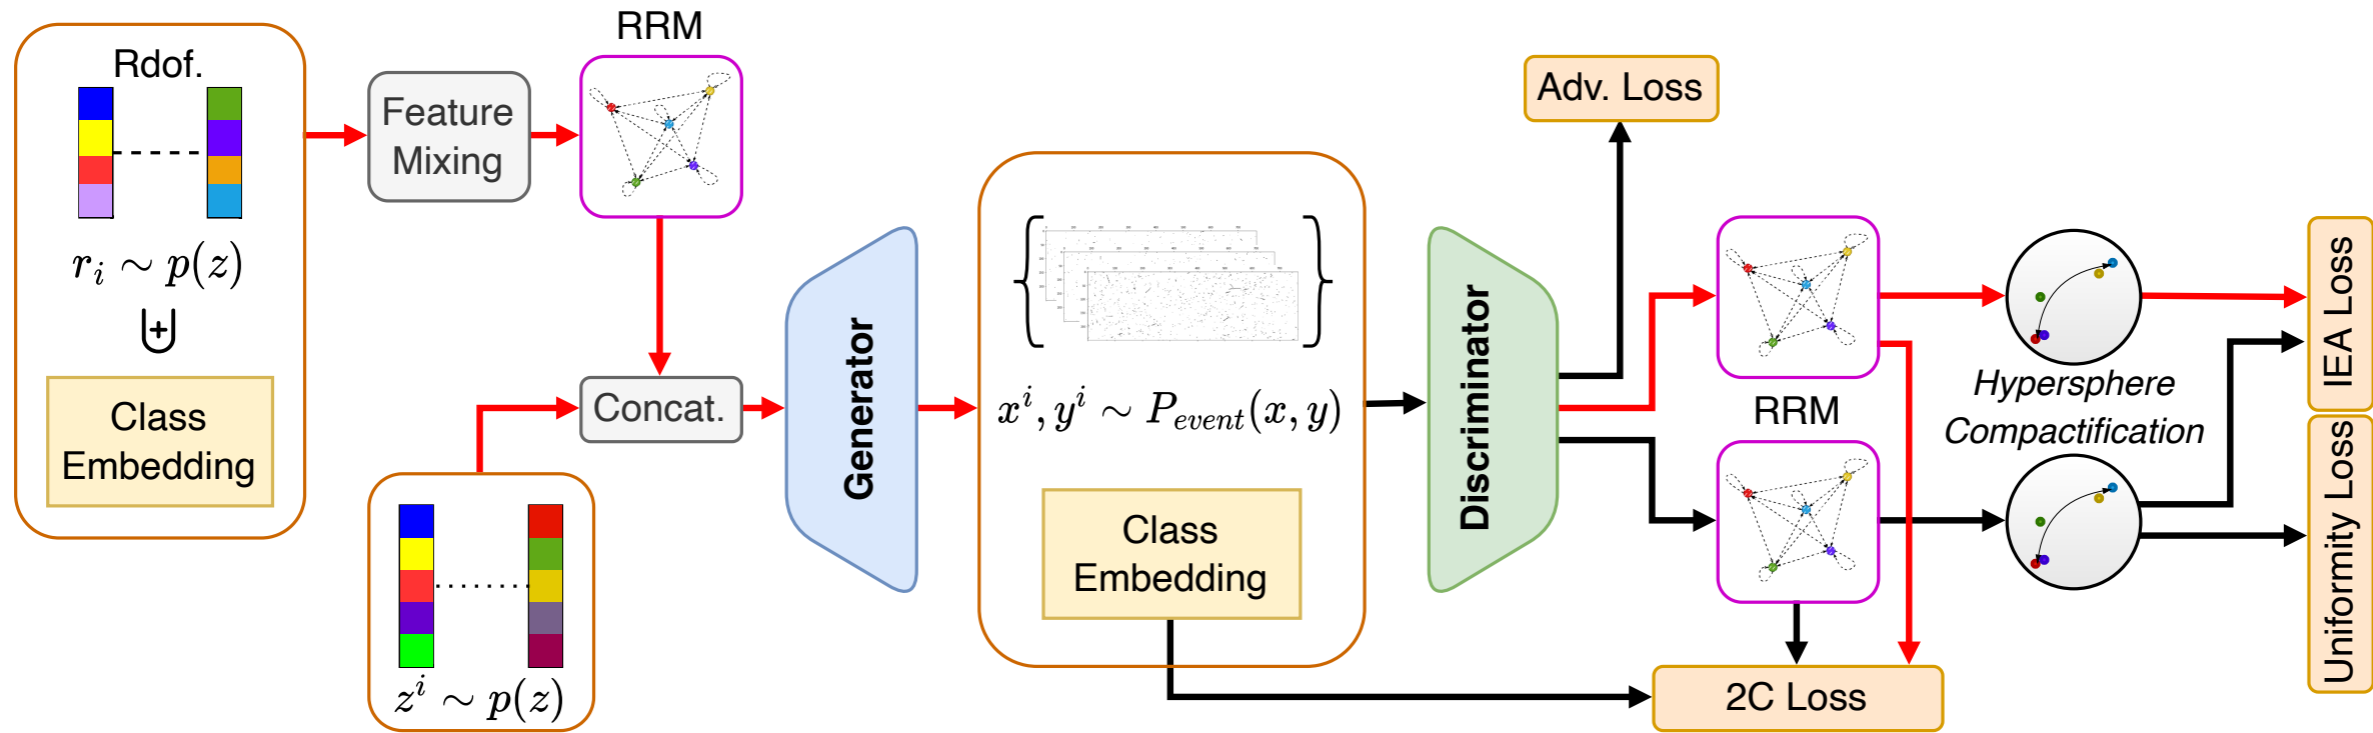 Rdof.
r_i ∼ p(z)
⊎
Class
Embedding
Feature
Mixing
RRM
Concat.
z^i ∼ p(z)
Generator
x^i, y^i ∼ P_event(x, y)
Class
Embedding
Discriminator
Adv. Loss
RRM
Hypersphere
Compactification
2C Loss
IEA Loss
Uniformity Loss